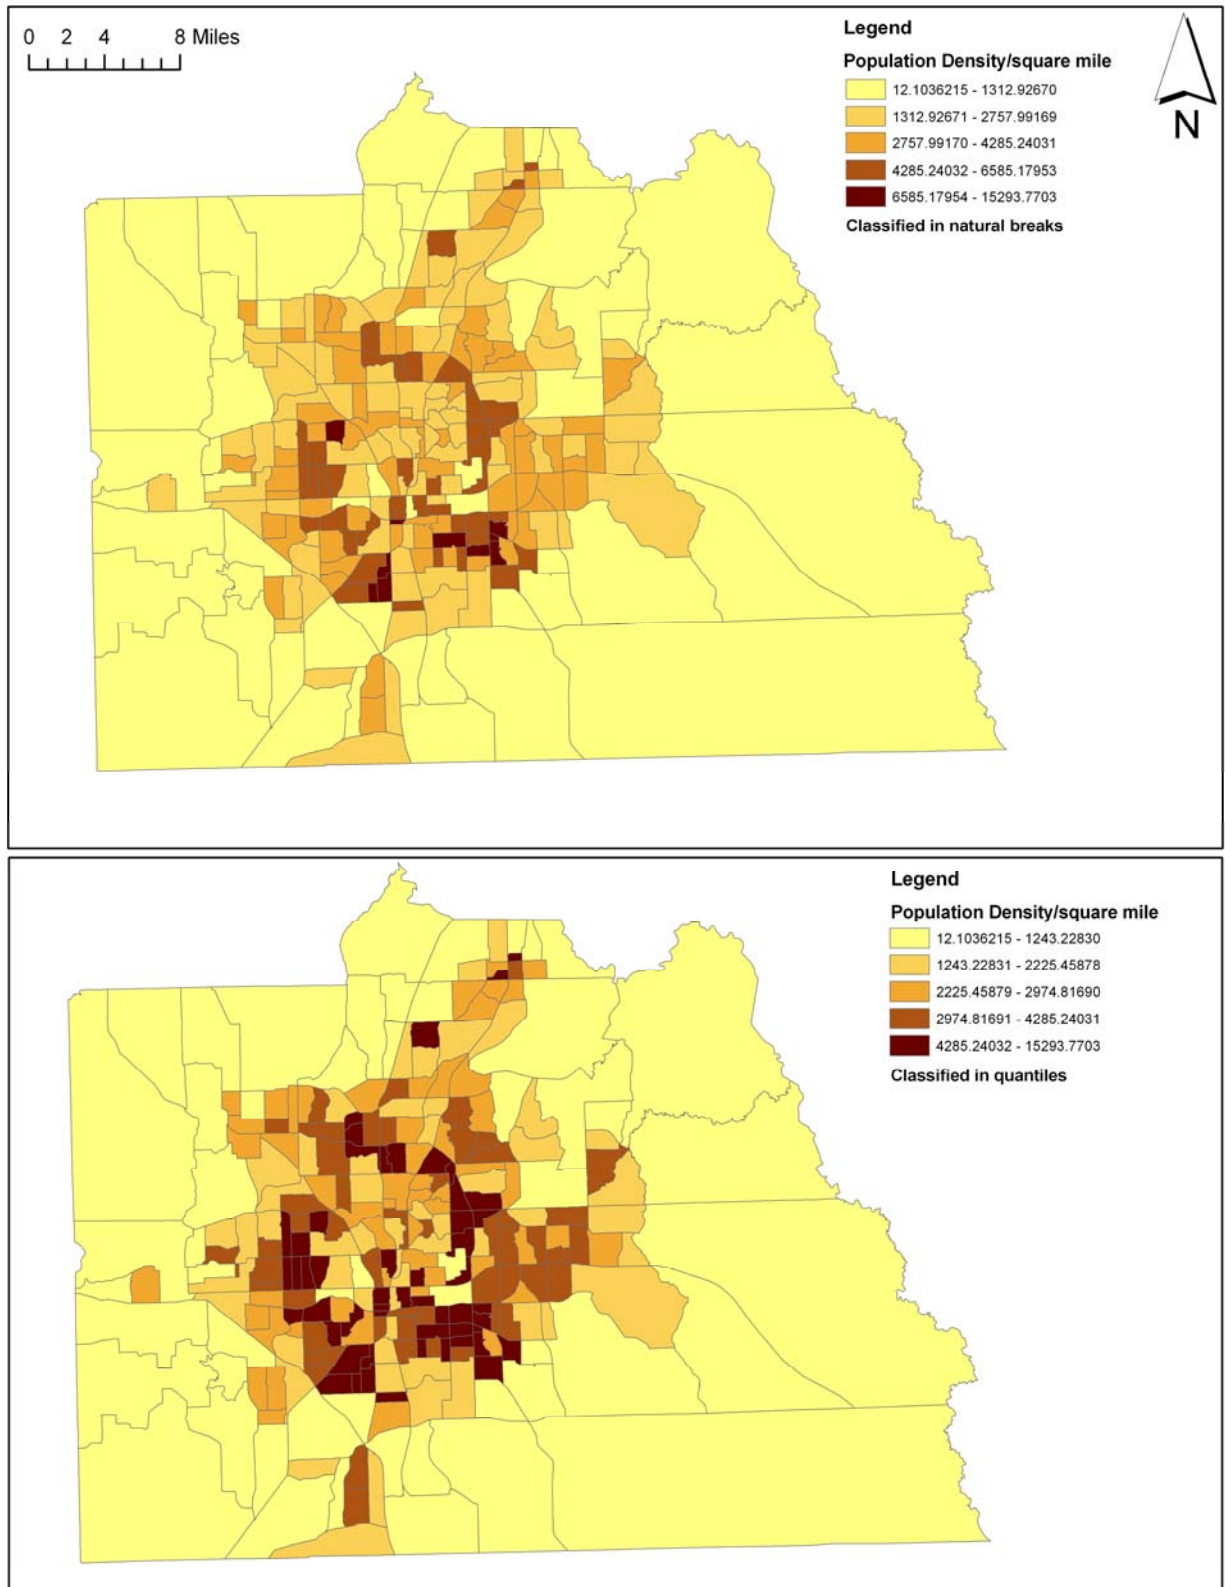 0 2 4 8 Miles
Legend
Population Density/square mile
12.1036215 - 1312.92670
1312.92671 - 2757.99169
2757.99170 - 4285.24031
4285.24032 - 6585.17953
6585.17954 - 15293.7703
Classified in natural breaks
N
Legend
Population Density/square mile
12.1036215 - 1243.22830
1243.22831 - 2225.45878
2225.45879 - 2974.81690
2974.81691 - 4285.24031
4285.24032 - 15293.7703
Classified in quantiles